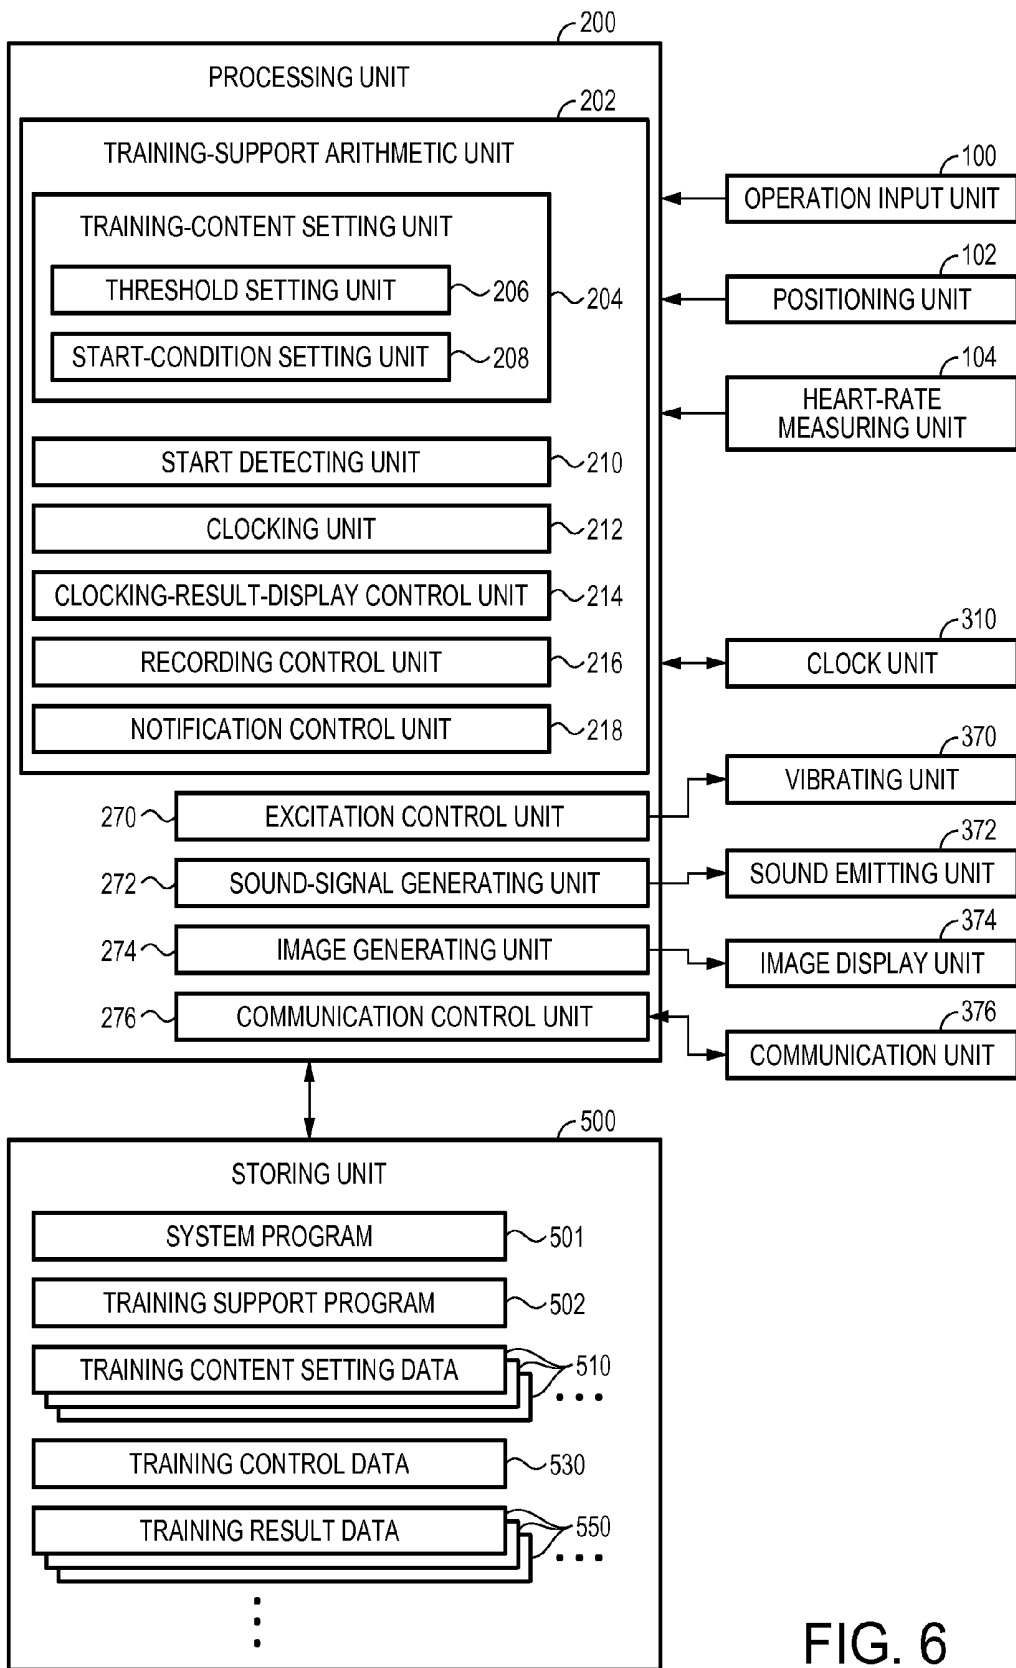 200
PROCESSING UNIT
202
TRAINING-SUPPORT ARITHMETIC UNIT
TRAINING-CONTENT SETTING UNIT
THRESHOLD SETTING UNIT
206
204
START-CONDITION SETTING UNIT
208
START DETECTING UNIT
210
CLOCKING UNIT
212
CLOCKING-RESULT-DISPLAY CONTROL UNIT
214
RECORDING CONTROL UNIT
216
NOTIFICATION CONTROL UNIT
218
270
EXCITATION CONTROL UNIT
272
SOUND-SIGNAL GENERATING UNIT
274
IMAGE GENERATING UNIT
276
COMMUNICATION CONTROL UNIT
100
OPERATION INPUT UNIT
102
POSITIONING UNIT
104
HEART-RATE
MEASURING UNIT
310
CLOCK UNIT
370
VIBRATING UNIT
372
SOUND EMITTING UNIT
374
IMAGE DISPLAY UNIT
376
COMMUNICATION UNIT
500
STORING UNIT
SYSTEM PROGRAM
501
TRAINING SUPPORT PROGRAM
502
TRAINING CONTENT SETTING DATA
510
• • •
TRAINING CONTROL DATA
530
TRAINING RESULT DATA
550
• • •
FIG. 6